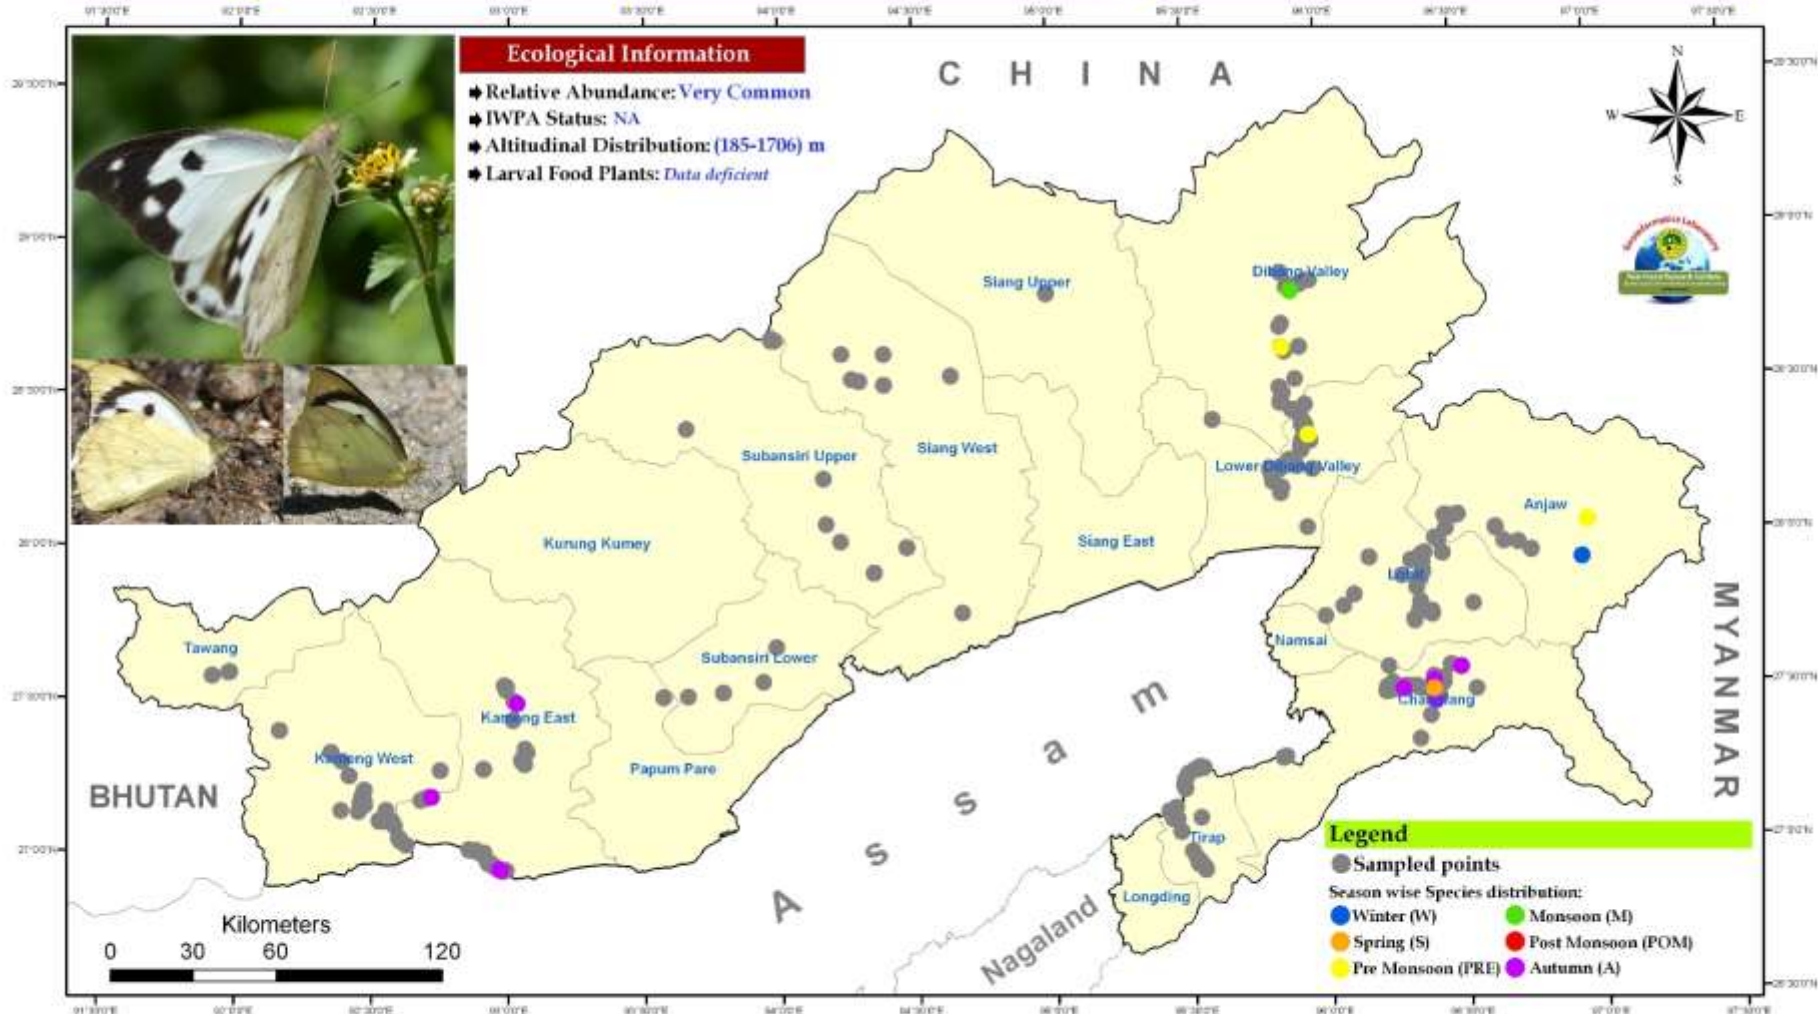 Ecological Information
Relative Abundance: Very Common
IWPA Status: NA
Altitudinal Distribution: (185-1706) m
Larval Food Plants: Data deficient
C H I N A
N
W E
S
Siang Upper
Dibang Valley
Subansiri Upper
Siang West
Lower Dibang Valley
Anjaw
Kurung Kumey
Siang East
Lohit
Namsai
Tawang
Subansiri Lower
Changlang
Kameng East
Kameng West
Papum Pare
BHUTAN
MYANMAR
Assam
Tirap
Longding
Nagaland
Kilometers
0 30 60 120
Legend
Sampled points
Season wise Species distribution:
Winter (W) Monsoon (M)
Spring (S) Post Monsoon (POM)
Pre Monsoon (PRE) Autumn (A)